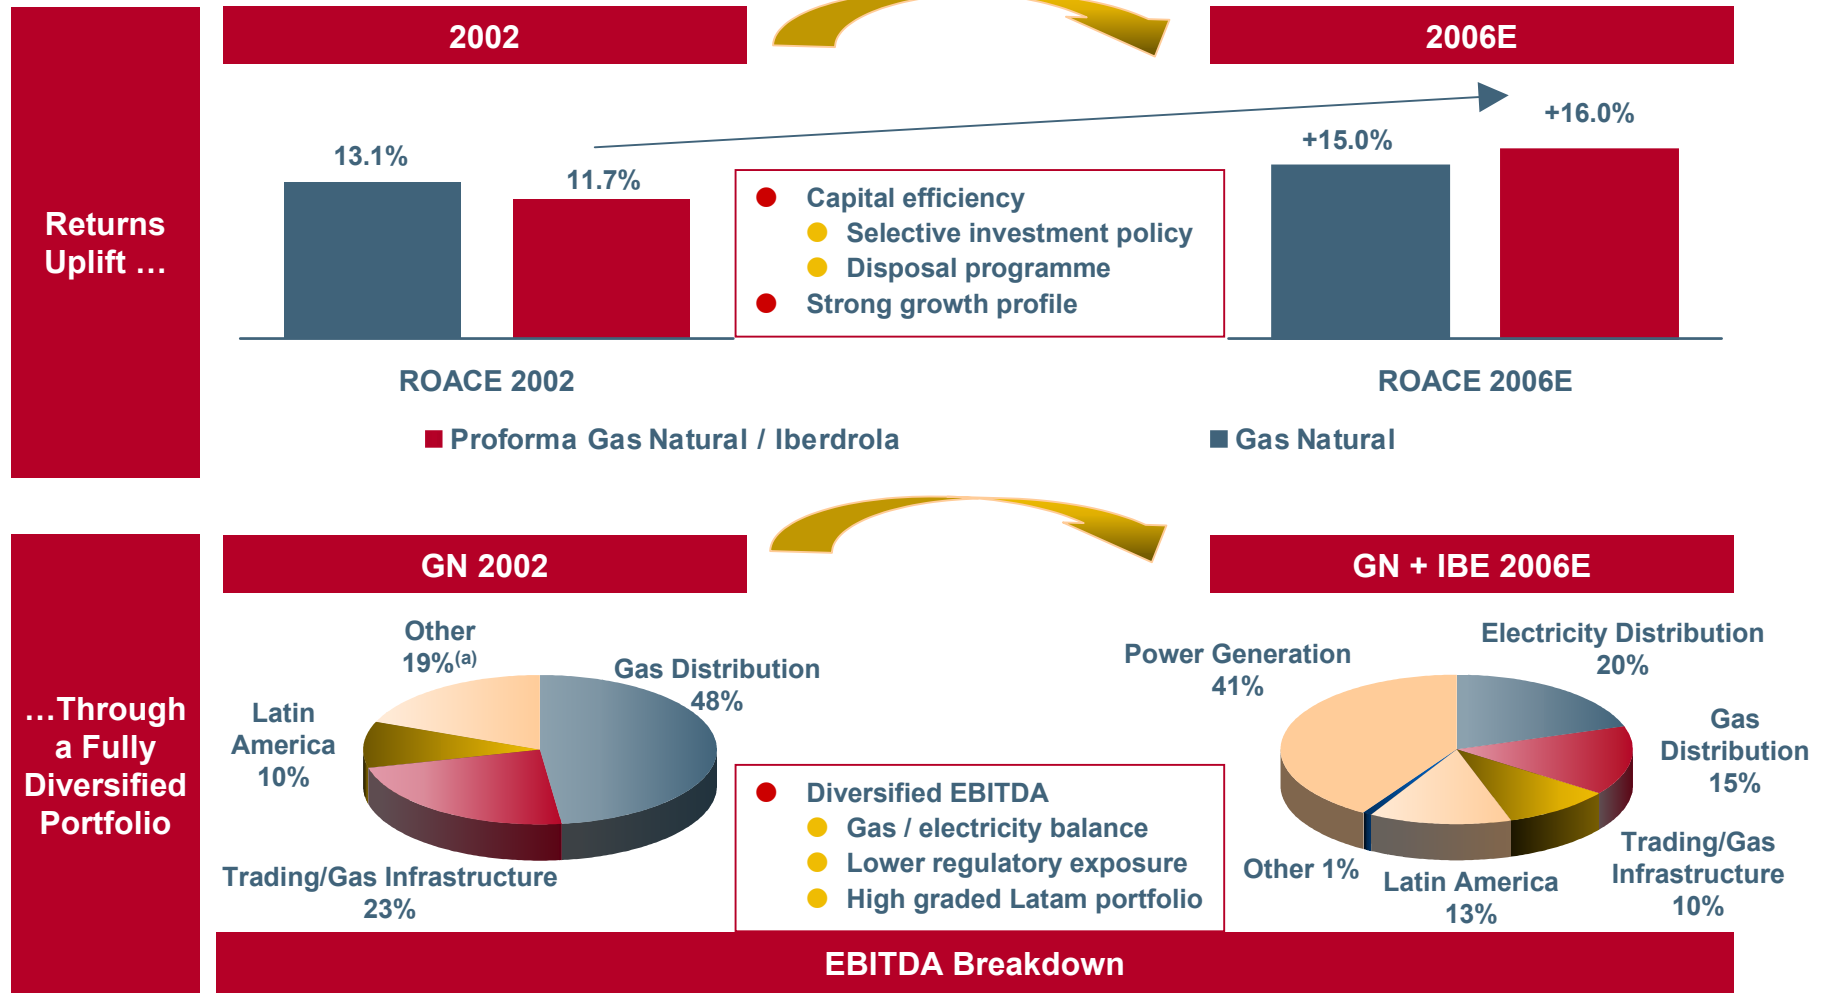 2002
2006E
Returns
Uplift …
13.1%
11.7%
+15.0%
+16.0%
Capital efficiency
Selective investment policy
Disposal programme
Strong growth profile
ROACE 2002
ROACE 2006E
Proforma Gas Natural / Iberdrola
Gas Natural
…Through
a Fully
Diversified
Portfolio
GN 2002
GN + IBE 2006E
Other
19%(a)
Gas Distribution
48%
Latin
America
10%
Trading/Gas Infrastructure
23%
Diversified EBITDA
Gas / electricity balance
Lower regulatory exposure
High graded Latam portfolio
Power Generation
41%
Electricity Distribution
20%
Gas
Distribution
15%
Trading/Gas
Infrastructure
10%
Latin America
13%
Other 1%
EBITDA Breakdown